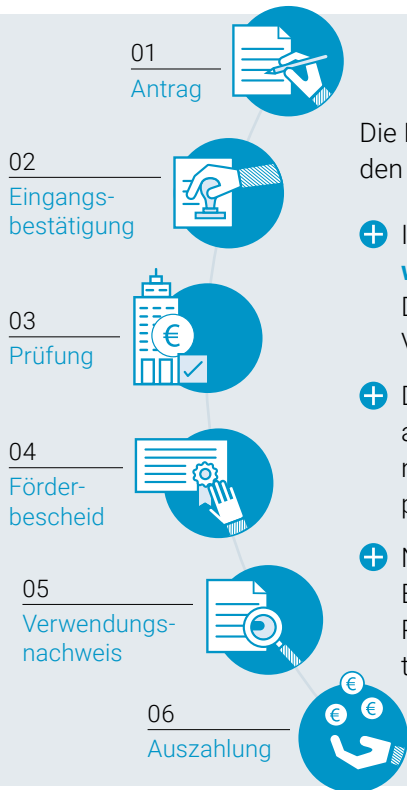 01
Antrag
02
Eingangs-
bestätigung
03
Prüfung
04
Förder-
bescheid
05
Verwendungs-
nachweis
06
Auszahlung
€
€
€
€
Die
den